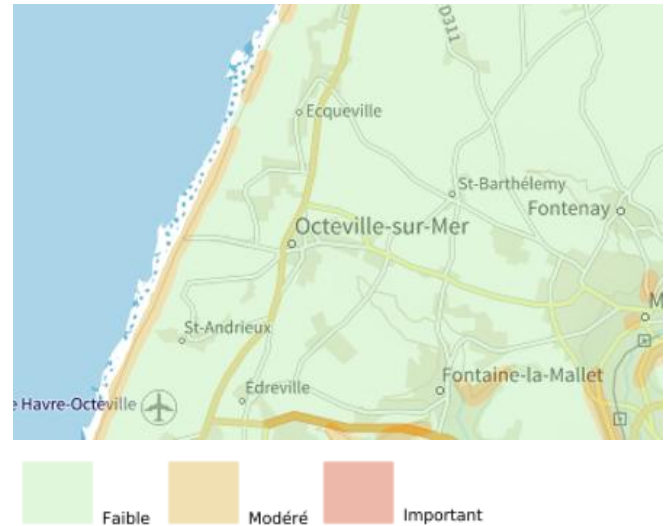 D311
Ecqueville
St-Barthélemy
Fontenay
Octeville-sur-Mer
M
St-Andrieux
Fontaine-la-Mallet
Édreville
e Havre-Octeville
Faible
Modéré
Important